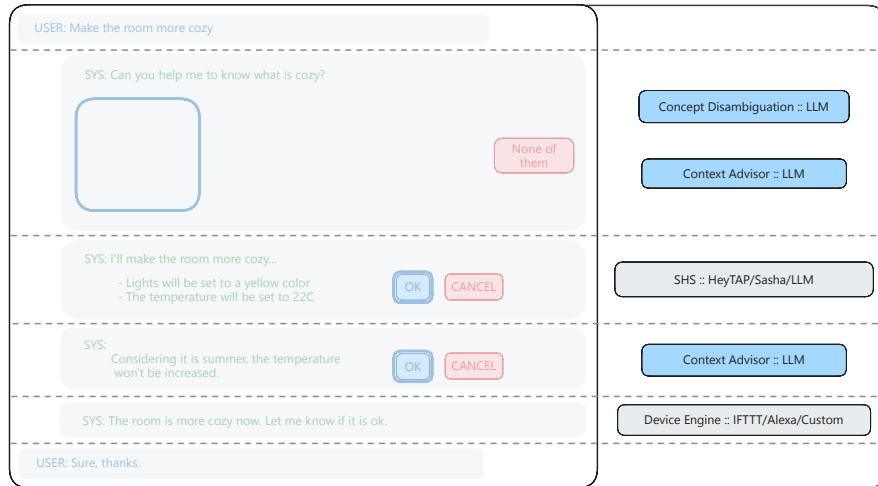 USER: Make the room more cozy
SYS: Can you help me to know what is cozy?
None of
them
Concept Disambiguation :: LLM
Context Advisor :: LLM
SYS: I'll make the room more cozy...
- Lights will be set to a yellow color
- The temperature will be set to 22C
OK
CANCEL
SHS :: HeyTAP/Sasha/LLM
SYS:
Considering it is summer, the temperature
won't be increased.
OK
CANCEL
Context Advisor :: LLM
SYS: The room is more cozy now. Let me know if it is ok.
Device Engine :: IFTTT/Alexa/Custom
USER: Sure, thanks.